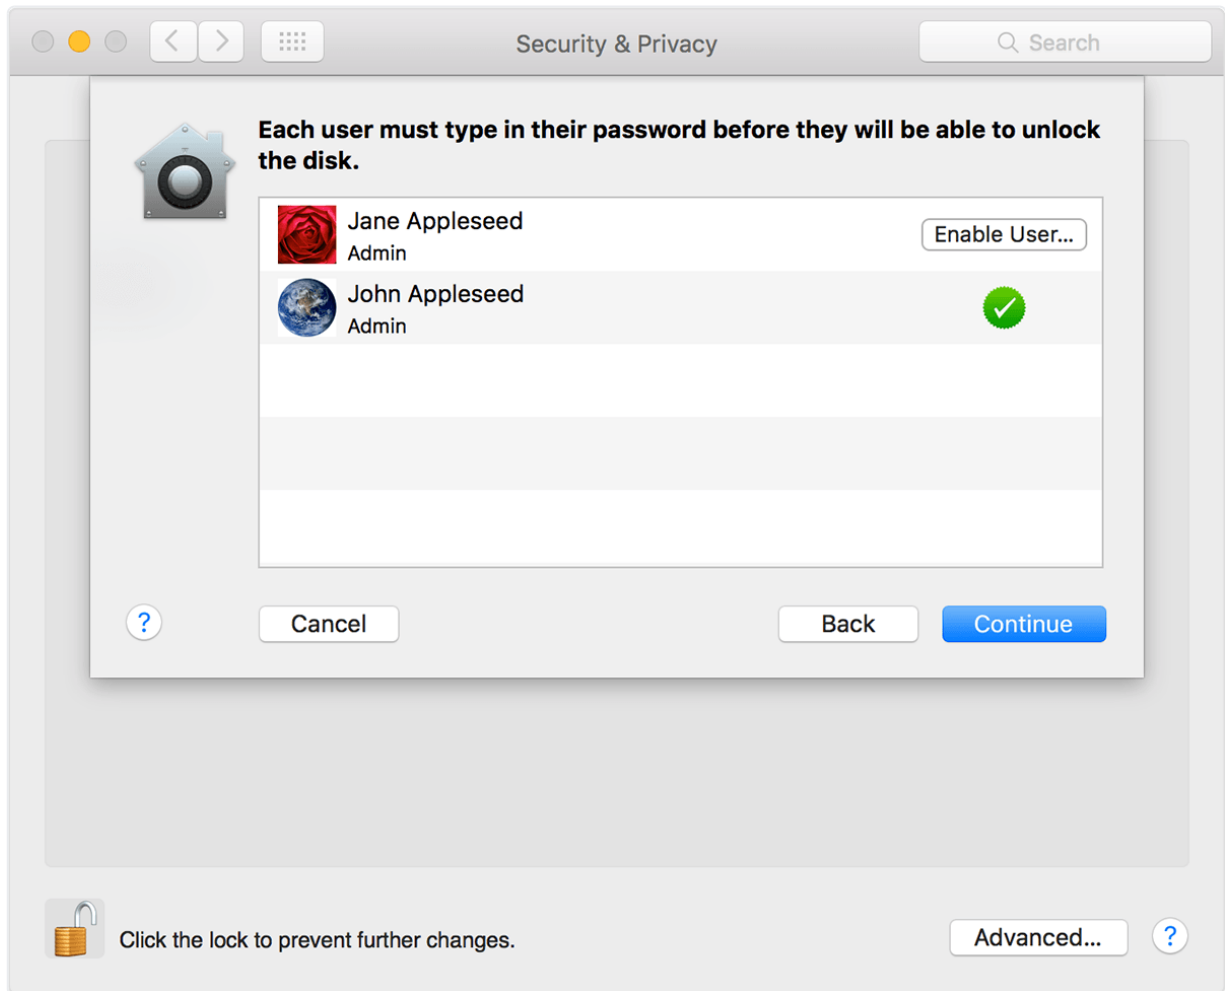 Security & Privacy
Search
Each user must type in their password before they will be able to unlock
the disk.
Jane Appleseed
Admin
Enable User...
John Appleseed
Admin
?
Cancel
Back
Continue
Click the lock to prevent further changes.
Advanced...
?